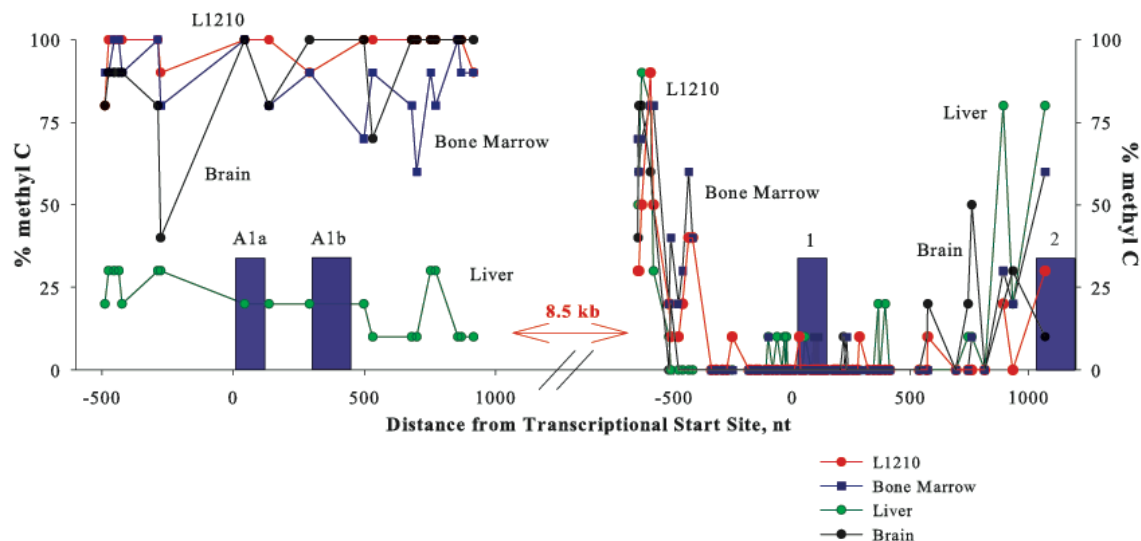 L1210
100
75
50
25
0
% methyl C
Brain
Bone Marrow
A1a
A1b
Liver
-500
0
500
1000
8.5 kb
L1210
Bone Marrow
1
Brain
Liver
2
-500
0
500
1000
100
75
50
25
0
% methyl C
Distance from Transcriptional Start Site, nt
L1210
Bone Marrow
Liver
Brain